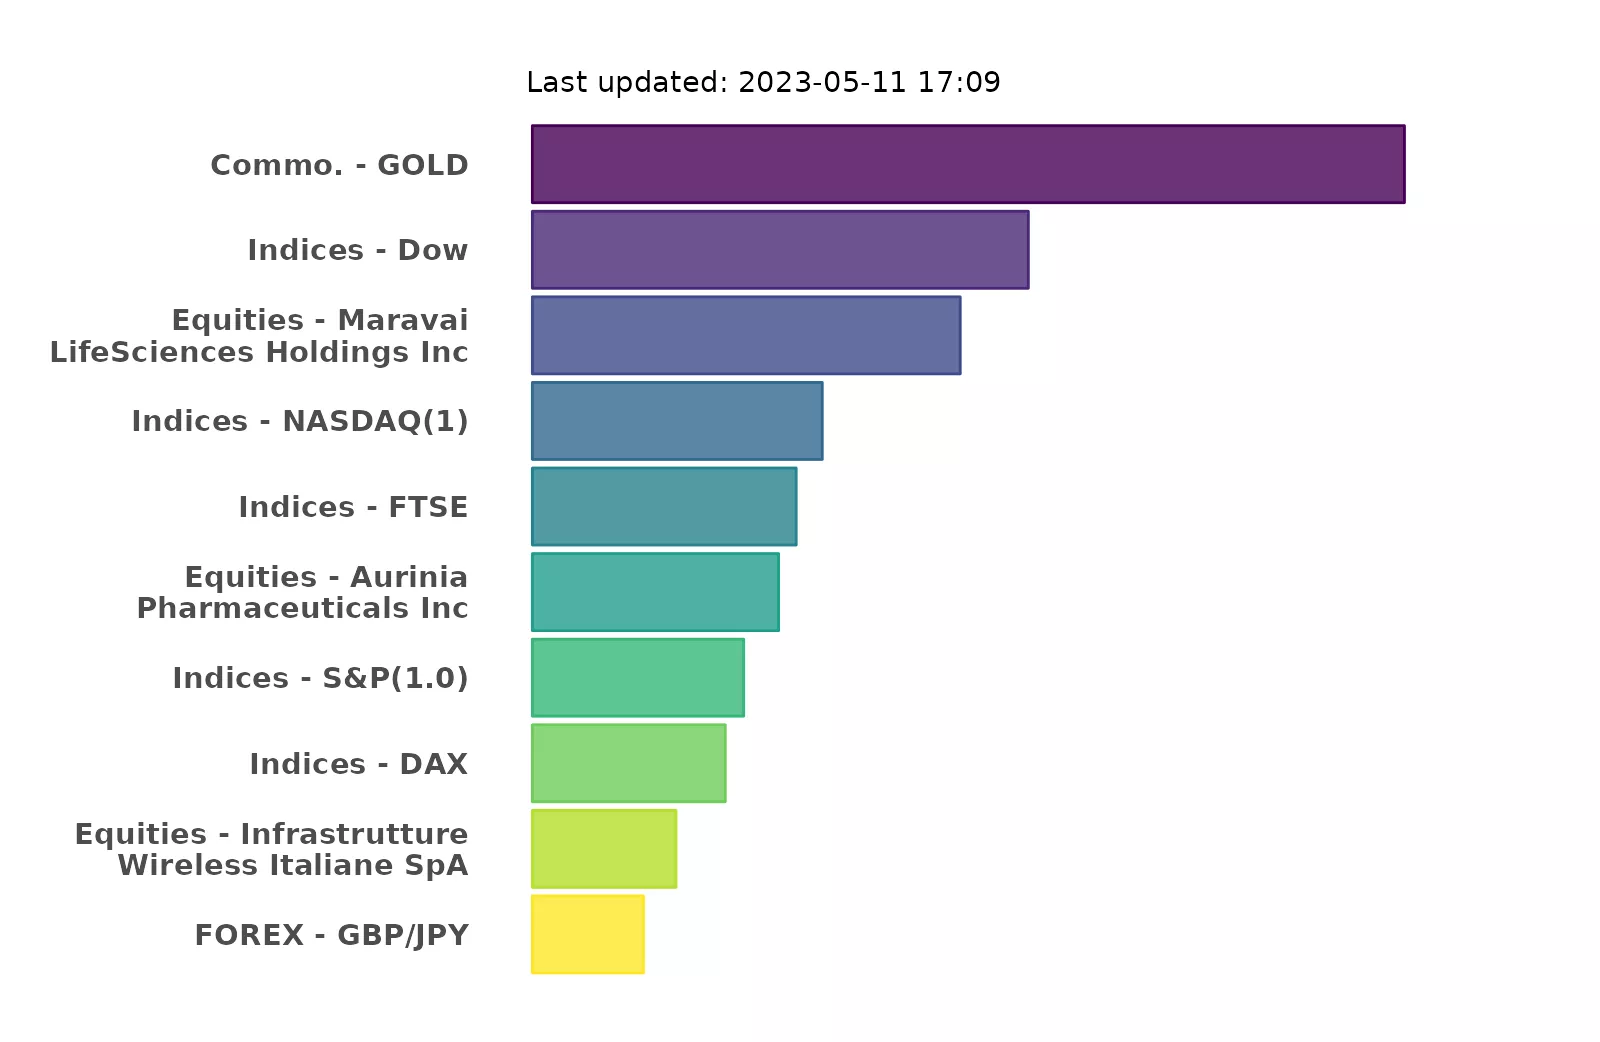 Last updated: 2023-05-11 17:09
Commo. - GOLD
Indices - Dow
Equities - Maravai
LifeSciences Holdings Inc
Indices - NASDAQ(1)
Indices - FTSE
Equities - Aurinia
Pharmaceuticals Inc
Indices - S&P(1.0)
Indices - DAX
Equities - Infrastrutture
Wireless Italiane SpA
FOREX - GBP/JPY